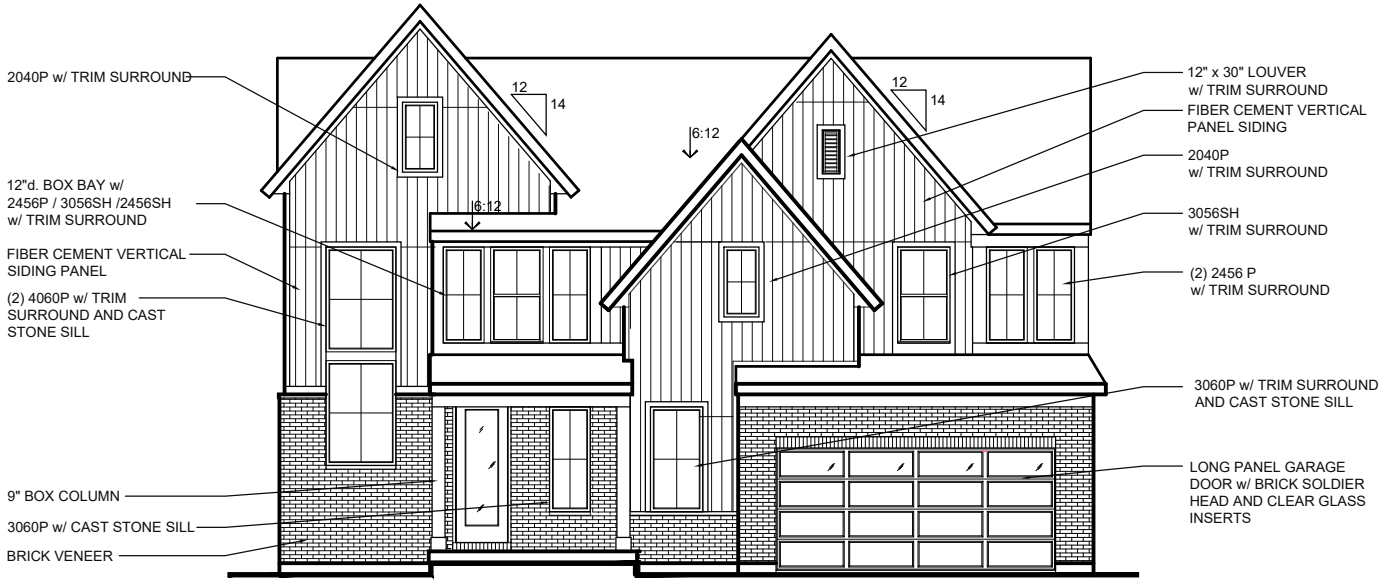 2040P w/ TRIM SURROUND
12"d. BOX BAY w/
2456P / 3056SH /2456SH
w/ TRIM SURROUND
FIBER CEMENT VERTICAL
SIDING PANEL
(2) 4060P w/ TRIM
SURROUND AND CAST
STONE SILL
9" BOX COLUMN
3060P w/ CAST STONE SILL
BRICK VENEER
12
14
6:12
6:12
12
14
12" x 30" LOUVER
w/ TRIM SURROUND
FIBER CEMENT VERTICAL
PANEL SIDING
2040P
w/ TRIM SURROUND
3056SH
w/ TRIM SURROUND
(2) 2456 P
w/ TRIM SURROUND
3060P w/ TRIM SURROUND
AND CAST STONE SILL
LONG PANEL GARAGE
DOOR w/ BRICK SOLDIER
HEAD AND CLEAR GLASS
INSERTS